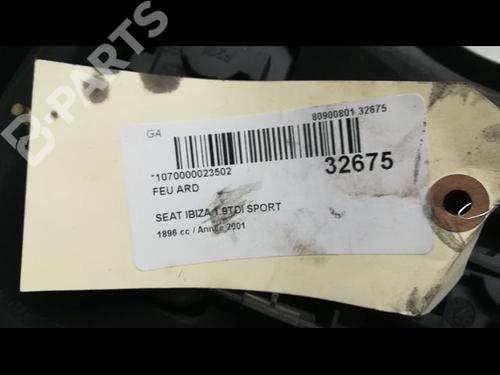 B-PARTS
GA
80900801 32675
*1070000023502
32675
FEU ARD
SEAT IBIZA 1.9TDI SPORT
1896 cc / Année 2001